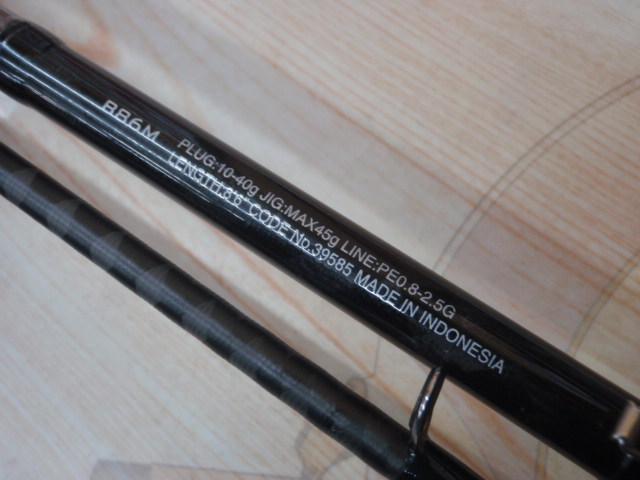 B86M
PLUG:10-40g JIG:MAX45g LINE:PE0.8-2.5G
LENGTH:8'6" CODE No.39585 MADE IN INDONESIA